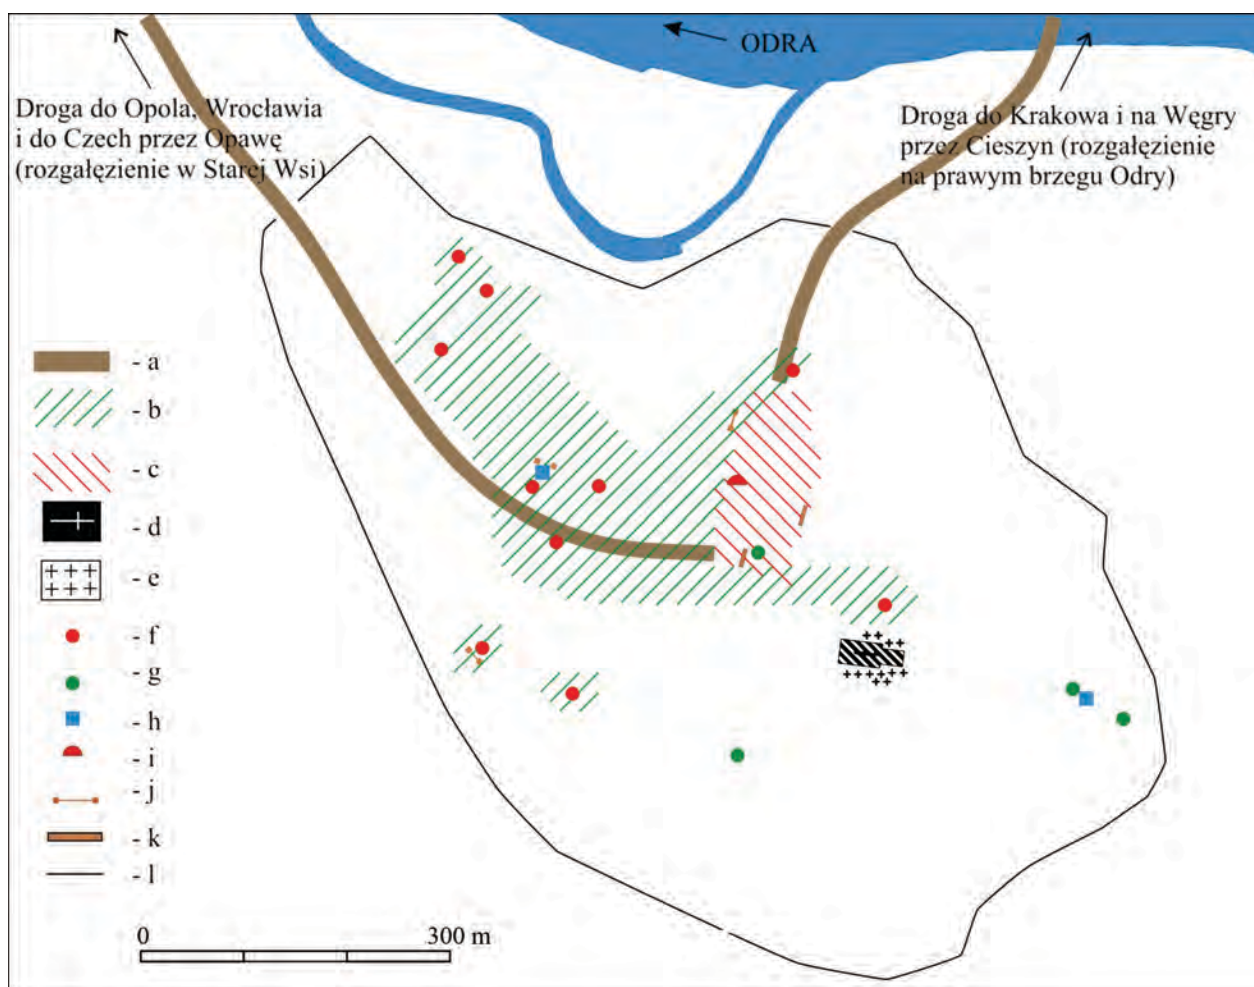 ODRA
Droga do Opola, Wrocławia
i do Czech przez Opawę
(rozgałęzienie w Starej Wsi)
Droga do Krakowa i na Węgry
przez Cieszyn (rozgałęzienie
na prawym brzegu Odry)
- a
- b
- c
- d
- e
- f
- g
- h
- i
- j
- k
- l
0 300 m